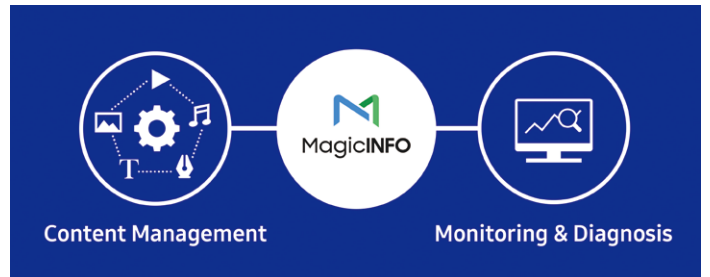 T
MagicINFO
Content Management
Monitoring & Diagnosis